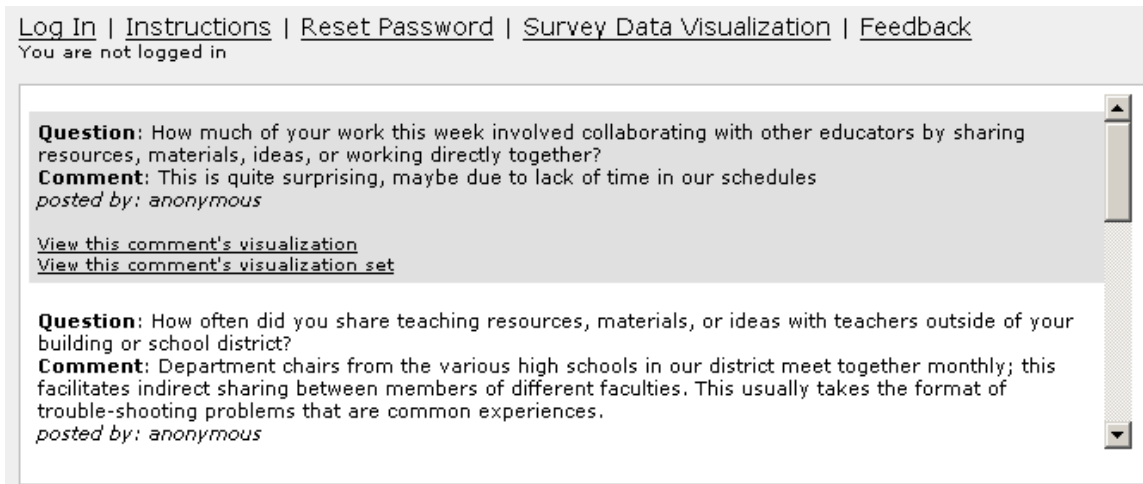 Log In | Instructions | Reset Password | Survey Data Visualization | Feedback
You are not logged in
Question: How much of your work this week involved collaborating with other educators by sharing
resources, materials, ideas, or working directly together?
Comment: This is quite surprising, maybe due to lack of time in our schedules
posted by: anonymous
View this comment's visualization
View this comment's visualization set
Question: How often did you share teaching resources, materials, or ideas with teachers outside of your
building or school district?
Comment: Department chairs from the various high schools in our district meet together monthly; this
facilitates indirect sharing between members of different faculties. This usually takes the format of
trouble-shooting problems that are common experiences.
posted by: anonymous